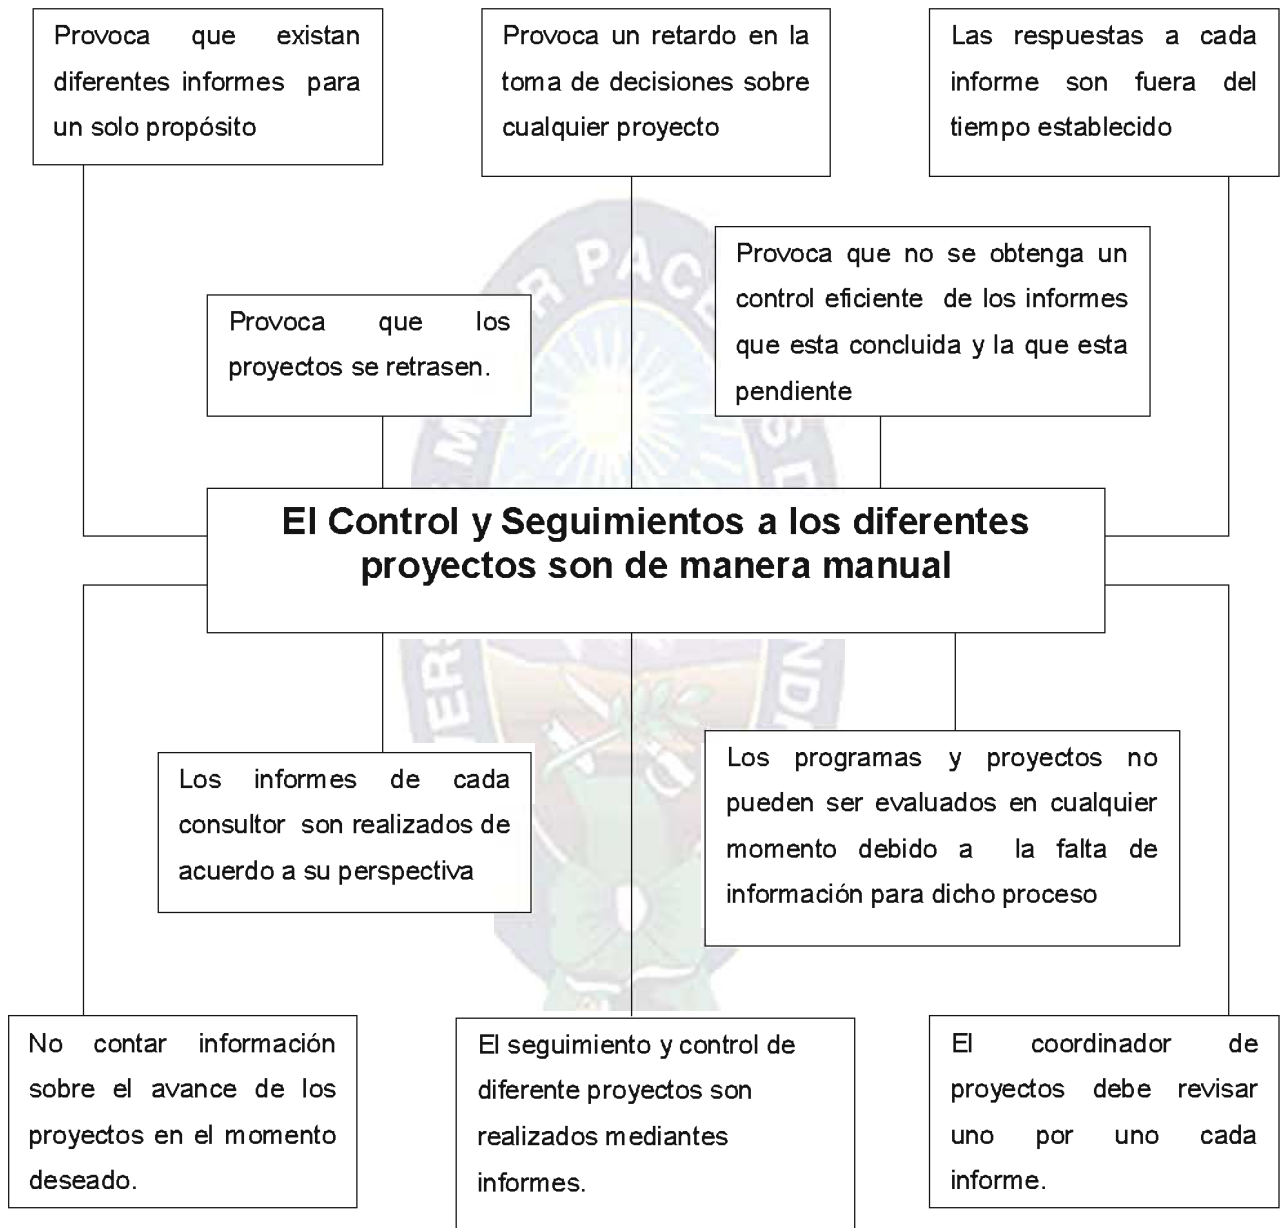 Provoca que existan
diferentes informes para
un solo propósito
Provoca un retardo en la
toma de decisiones sobre
cualquier proyecto
Las respuestas a cada
informe son fuera del
tiempo establecido
Provoca que los
proyectos se retrasen.
Provoca que no se obtenga un
control eficiente de los informes
que esta concluida y la que esta
pendiente
El Control y Seguimientos a los diferentes
proyectos son de manera manual
Los informes de cada
consultor son realizados de
acuerdo a su perspectiva
Los programas y proyectos no
pueden ser evaluados en cualquier
momento debido a la falta de
información para dicho proceso
No contar información
sobre el avance de los
proyectos en el momento
deseado.
El seguimiento y control de
diferente proyectos son
realizados mediantes
informes.
El coordinador de
proyectos debe revisar
uno por uno cada
informe.